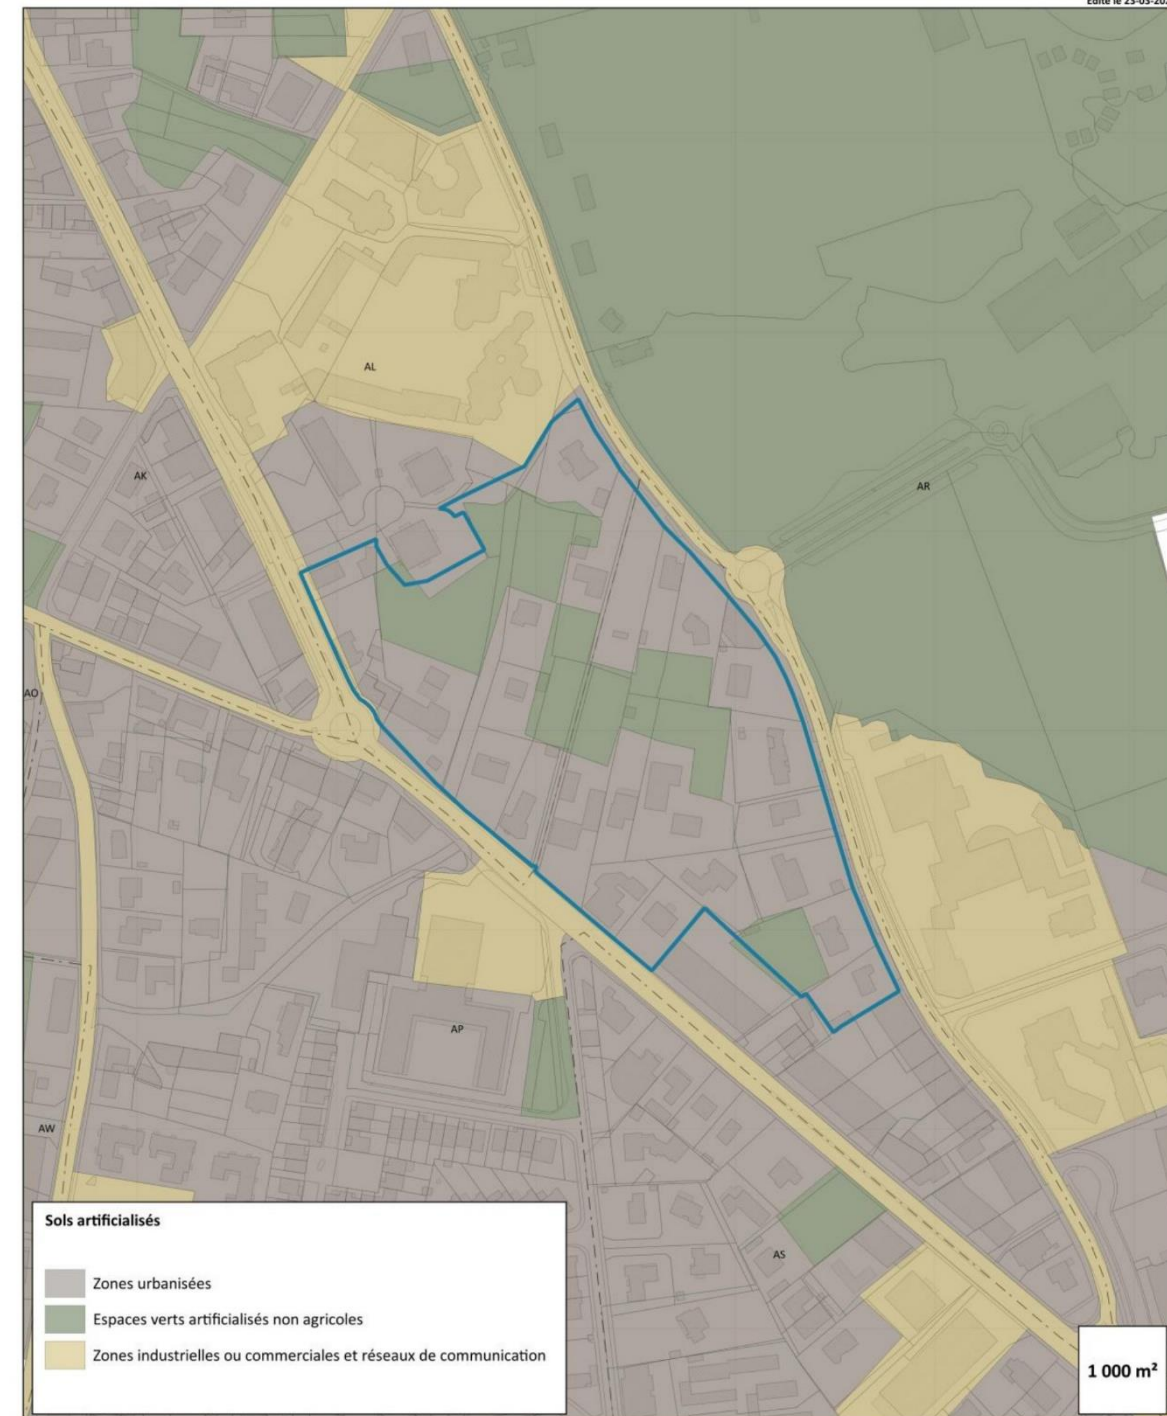 AL
AK
AR
AO
AP
AW
AS
Sols artificialisés
Zones urbanisées
Espaces verts artificialisés non agricoles
Zones industrielles ou commerciales et réseaux de communication
1 000 m²